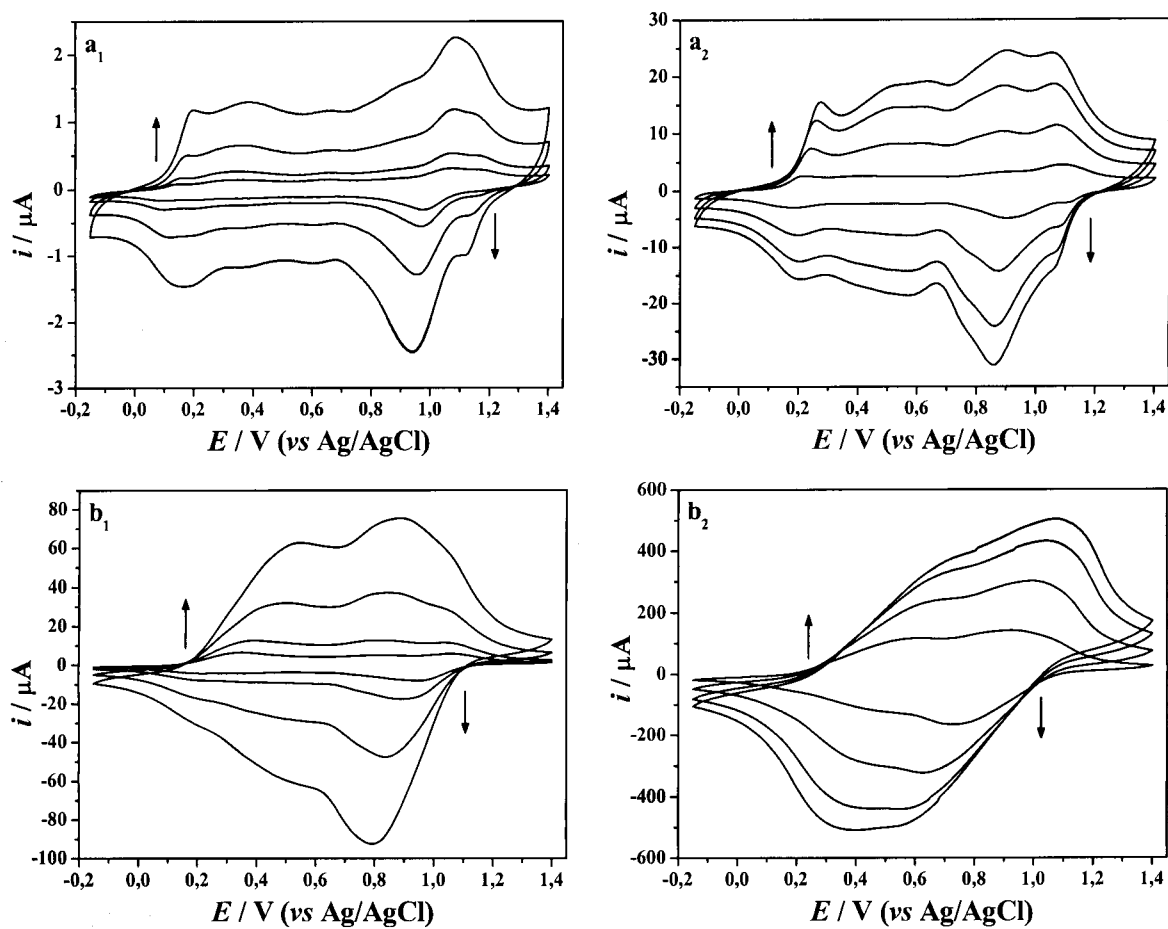 a1
2
1
0
-1
-2
-3
i / µA
-0,2 0,0 0,2 0,4 0,6 0,8 1,0 1,2 1,4
E / V (vs Ag/AgCl)
a2
30
20
10
0
-10
-20
-30
i / µA
-0,2 0,0 0,2 0,4 0,6 0,8 1,0 1,2 1,4
E / V (vs Ag/AgCl)
b1
80
60
40
20
0
-20
-40
-60
-80
-100
i / µA
-0,2 0,0 0,2 0,4 0,6 0,8 1,0 1,2 1,4
E / V (vs Ag/AgCl)
b2
600
400
200
0
-200
-400
-600
i / µA
-0,2 0,0 0,2 0,4 0,6 0,8 1,0 1,2 1,4
E / V (vs Ag/AgCl)